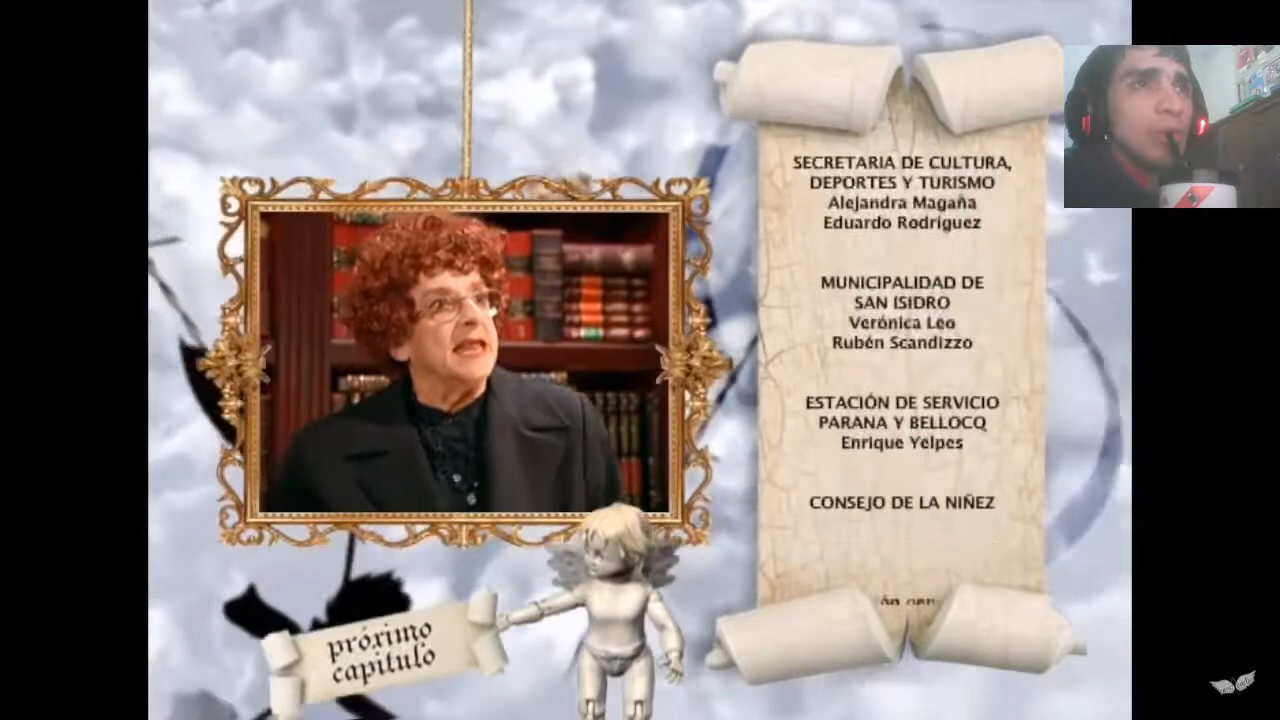 SECRETARIA DE CULTURA,
DEPORTES Y TURISMO
Alejandra Magaña
Eduardo Rodríguez
MUNICIPALIDAD DE
SAN ISIDRO
Verónica Leo
Rubén Scandizzo
ESTACIÓN DE SERVICIO
PARANA Y BELLOCQ
Enrique Yelpes
CONSEJO DE LA NIÑEZ
próximo
capitulo